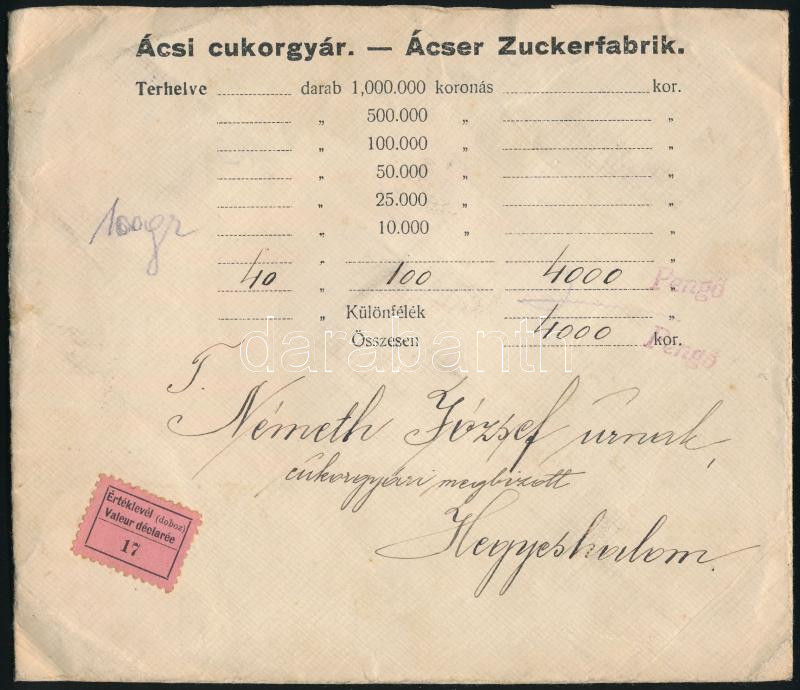 Ácsi cukorgyár. — Ácser Zuckerfabrik.
Terhelve darab 1,000.000 koronás kor.
„ 500.000 „ „
„ 100.000 „ „
„ 50.000 „ „
„ 25.000 „ „
„ 10.000 „ „
100gr
„ „
40 „ 100 4000 „ Pengő
„ Különfélék „
Összesen 4000 kor. Pengő
darabanth
T.
Németh József úrnak,
cukorgyári megbizott
Hegyeshalom.
Értéklevél (doboz)
Valeur déclarée
17